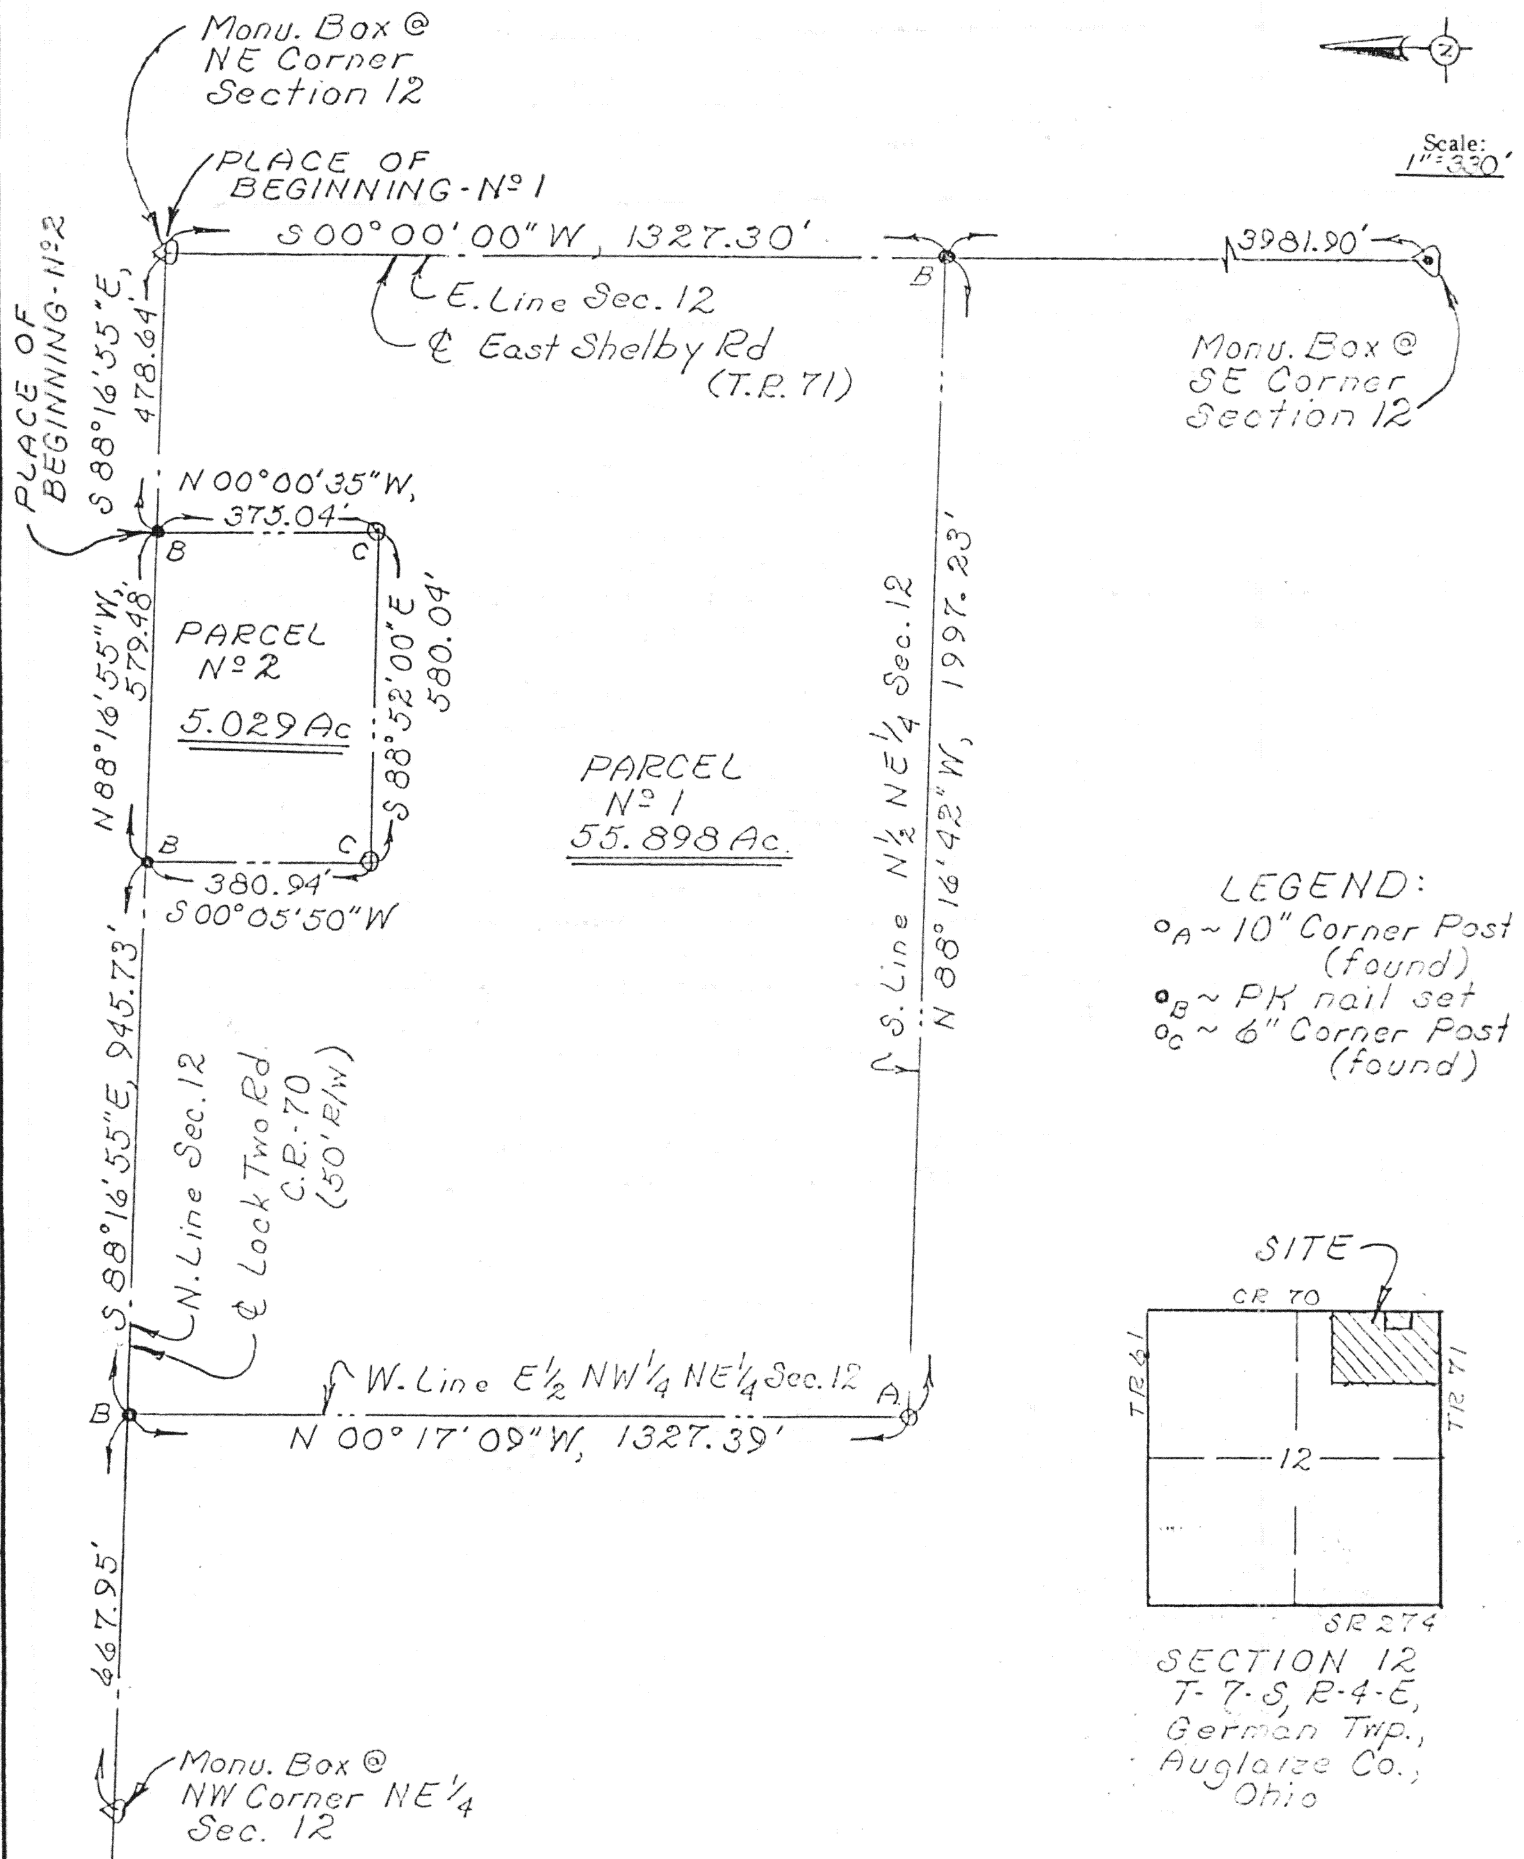 Monu. Box @
NE Corner
Section 12
Z
Scale:
1"=330'
PLACE OF
BEGINNING-Nº1
S 00°00'00"W, 1327.30'
3981.90'
B
E. Line Sec. 12
℄ East Shelby Rd
(T.R. 71)
Monu. Box @
SE Corner
Section 12
PLACE OF
BEGINNING-Nº2
S 88°16'55"E,
478.64'
N 00°00'35"W,
375.04'
B
C
N88°16'55"W,
579.48'
PARCEL
Nº2
5.029 Ac
S 88°52'00"E
580.04'
PARCEL
Nº 1
55.898 Ac.
S. Line N½ NE¼ Sec. 12
N 88°16'42"W, 1997.23'
B
C
380.94'
S 00°05'50"W
LEGEND:
A ~ 10" Corner Post
(found)
B ~ PK nail set
C ~ 6" Corner Post
(found)
S 88°16'55"E, 945.73'
N. Line Sec. 12
℄ Lock Two Rd.
C.R.-70
(50' R/W)
W. Line E½ NW¼ NE¼ Sec. 12
A
B
N 00°17'09"W, 1327.39'
667.95'
Monu. Box @
NW Corner NE¼
Sec. 12
SITE
CR 70
TR 61
TR 71
12
SR 274
SECTION 12
T-7-S, R-4-E,
German Twp.,
Auglaize Co.,
Ohio